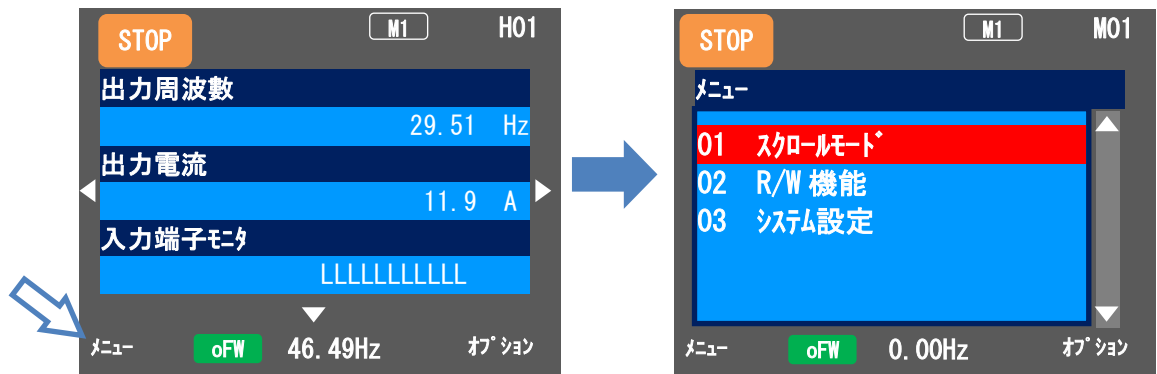 STOP M1 H01
出力周波数
29.51 Hz
出力電流
11.9 A
入力端子ﾓﾆﾀ
LLLLLLLLLLL
ﾒﾆｭｰ oFW 46.49Hz ｵﾌﾟｼｮﾝ
STOP M1 M01
ﾒﾆｭｰ
01 ｽｸﾛｰﾙﾓｰﾄﾞ
02 R/W 機能
03 ｼｽﾃﾑ設定
ﾒﾆｭｰ oFW 0.00Hz ｵﾌﾟｼｮﾝ